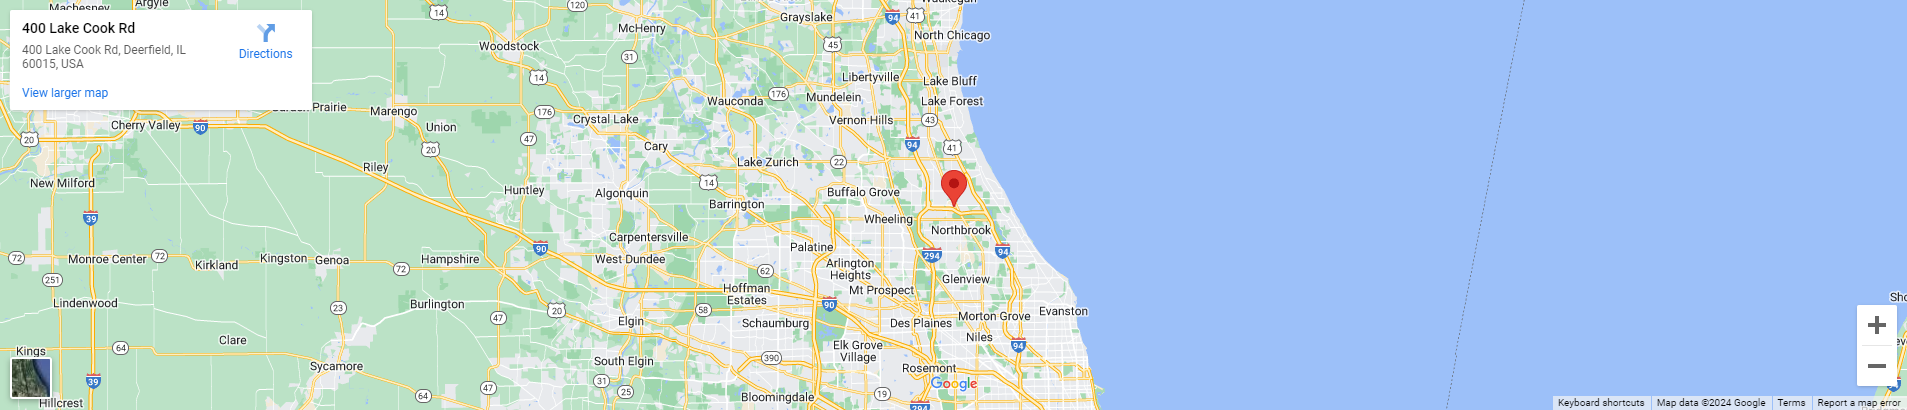 400 Lake Cook Rd
400 Lake Cook Rd, Deerfield, IL
60015, USA
Directions
View larger map
Argyle
120
Grayslake
94
41
14
McHenry
North Chicago
Woodstock
45
31
Libertyville
Lake Bluff
14
Mundelein
176
Lake Forest
Wauconda
Prairie
Marengo
176
Crystal Lake
Vernon Hills
43
Cherry Valley
90
Union
20
47
94
41
20
Cary
Lake Zurich
22
Riley
New Milford
14
Huntley
Algonquin
Buffalo Grove
Barrington
39
Wheeling
Northbrook
Carpentersville
90
Palatine
294
94
72
Monroe Center
72
Kirkland
Kingston
Genoa
72
Hampshire
West Dundee
62
Arlington
Heights
251
Glenview
Hoffman
Estates
Mt Prospect
Lindenwood
Burlington
23
47
20
58
90
Evanston
Elgin
Schaumburg
Des Plaines
Morton Grove
Niles
Clare
64
Kings
Elk Grove
Village
94
390
South Elgin
Sycamore
Rosemont
39
47
31
25
64
19
Google
294
Hillcrest
Bloomingdale
Keyboard shortcuts
Map data ©2024 Google
Terms
Report a map error